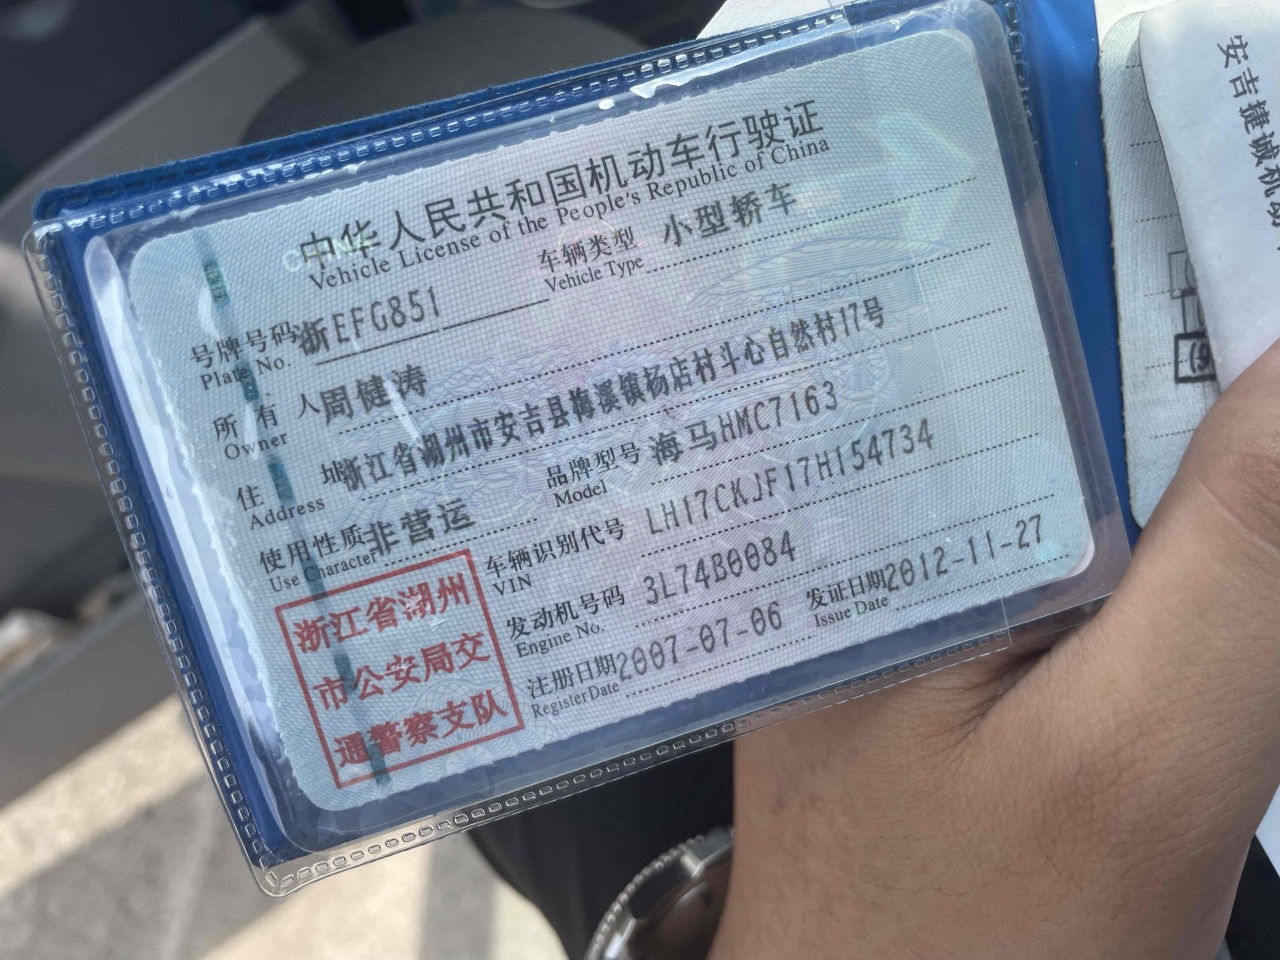 中华人民共和国机动车行驶证
Vehicle License of the People's Republic of China
号牌号码 浙EFG851 车辆类型 小型轿车
Plate No. Vehicle Type
所有人 周健涛
Owner
住址 浙江省湖州市安吉县梅溪镇杨店村斗心自然村17号
Address
使用性质 非营运 品牌型号 海马HMC7163
Use Character Model
车辆识别代号 LH17CKJF17H154734
VIN
发动机号码 3L74B0084
Engine No.
注册日期 2007-07-06 发证日期 2012-11-27
Register Date Issue Date
浙江省湖州
市公安局交
通警察支队
安吉捷诚机动